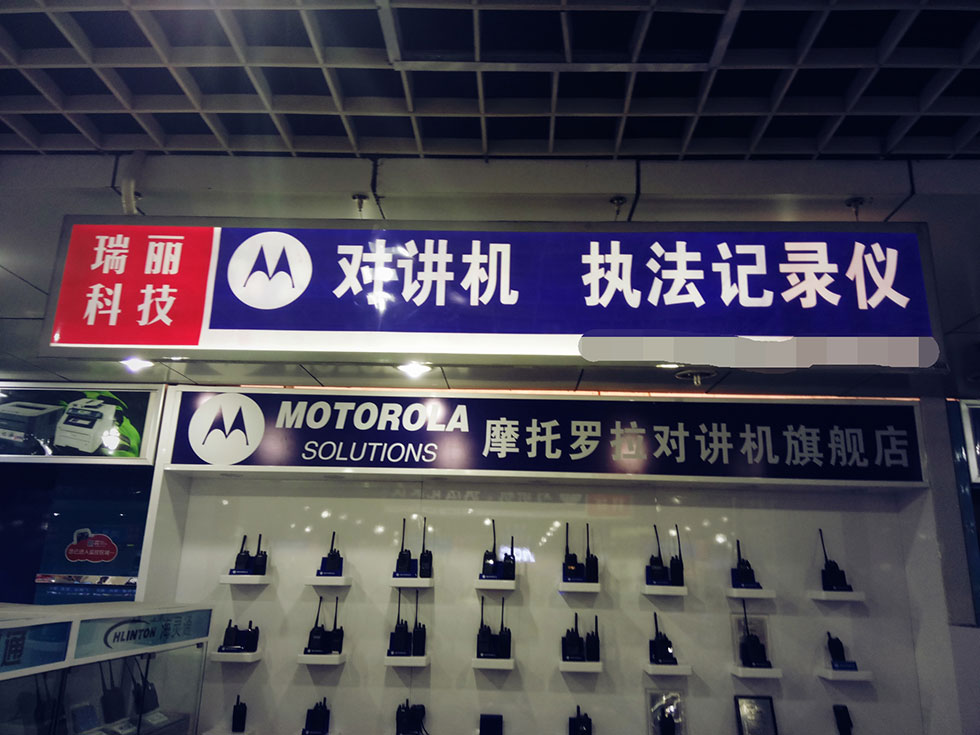 瑞丽
科技
对讲机 执法记录仪
MOTOROLA
SOLUTIONS
摩托罗拉对讲机旗舰店
HLINTON
通